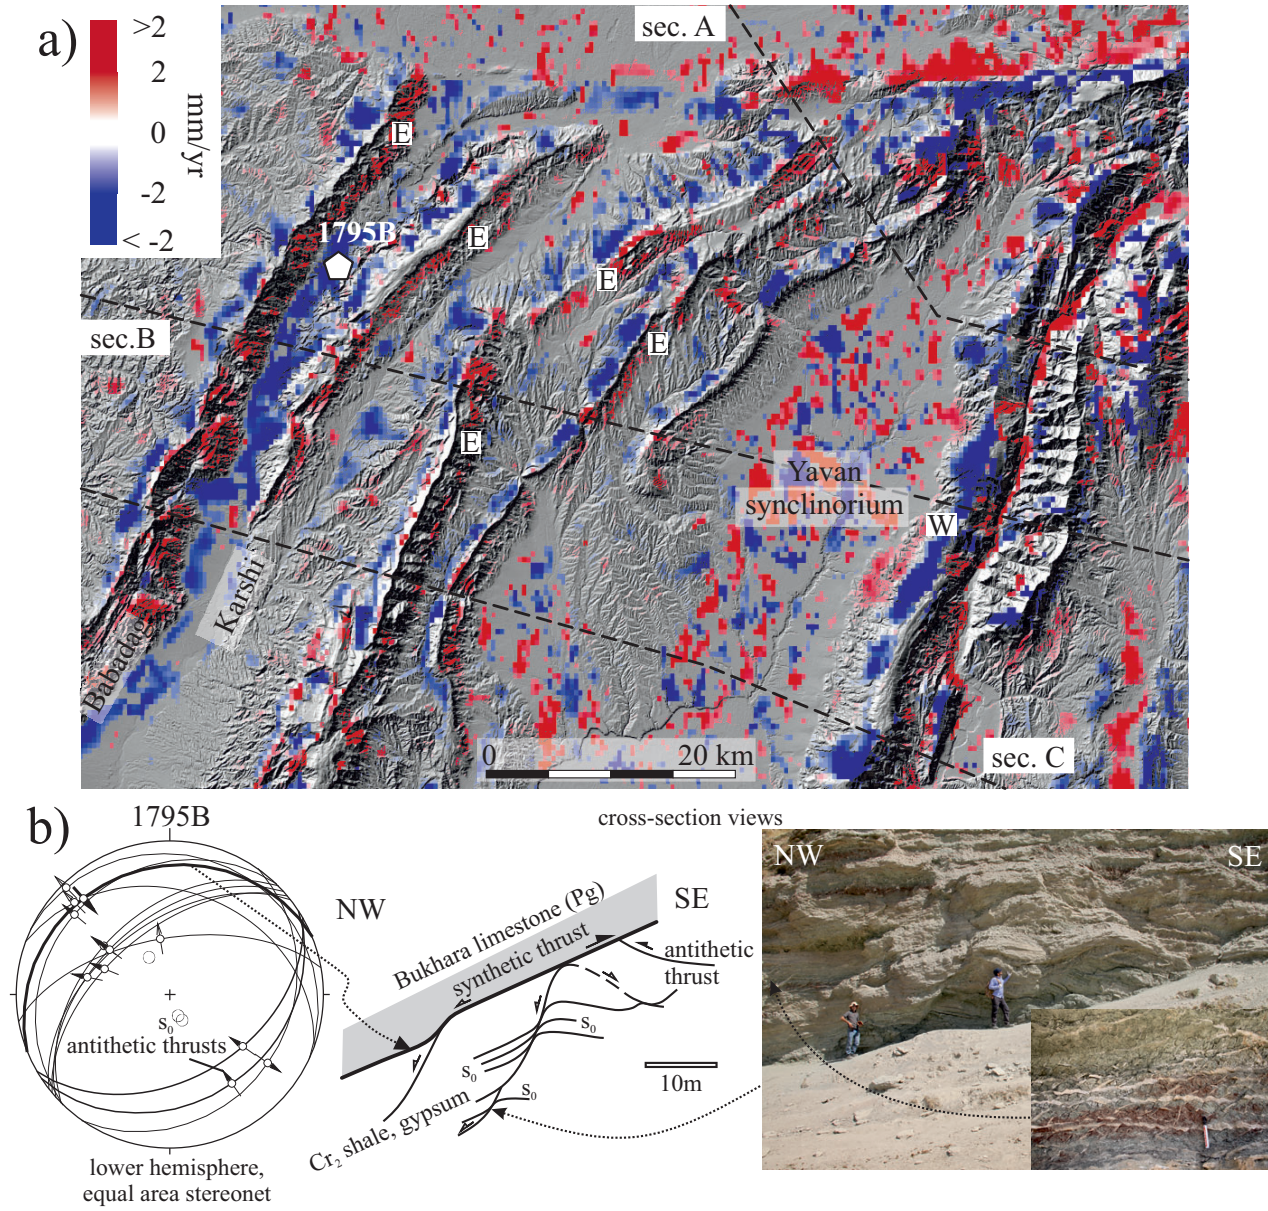 a)
>2
2
0
-2
< -2
mm/yr
sec. A
E
1795B
E
E
sec.B
E
E
Yavan
synclinorium
W
Karshi
Babadag
0 20 km
sec. C
b)
1795B
cross-section views
NW
SE
NW
SE
Bukhara limestone (Pg)
synthetic thrust
antithetic
thrust
s0
antithetic thrusts
s0
s0
s0
10m
Cr2 shale, gypsum
lower hemisphere,
equal area stereonet